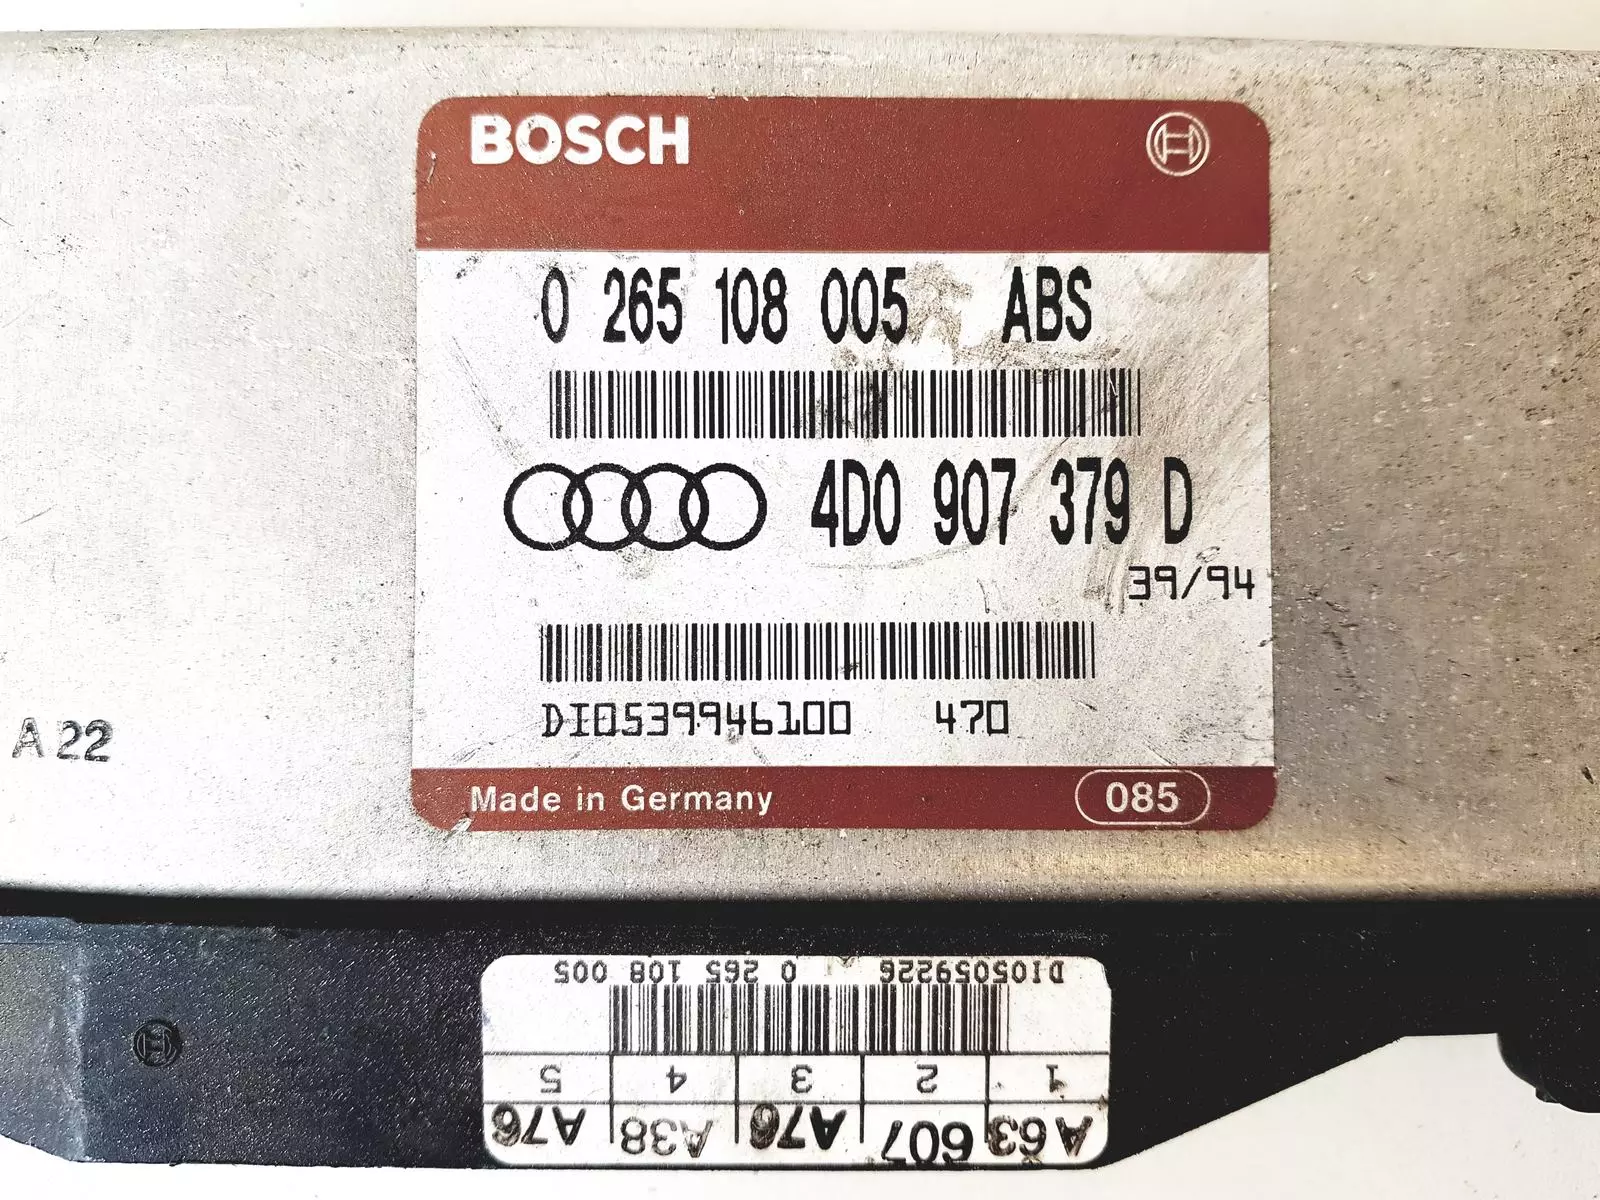 BOSCH
0 265 108 005 ABS
4D0 907 379 D
39/94
DI0539946100 470
A 22
Made in Germany 085
DI05059226 0 265 108 005
1 2 3 4 5
A63 607 A76 A38 A76